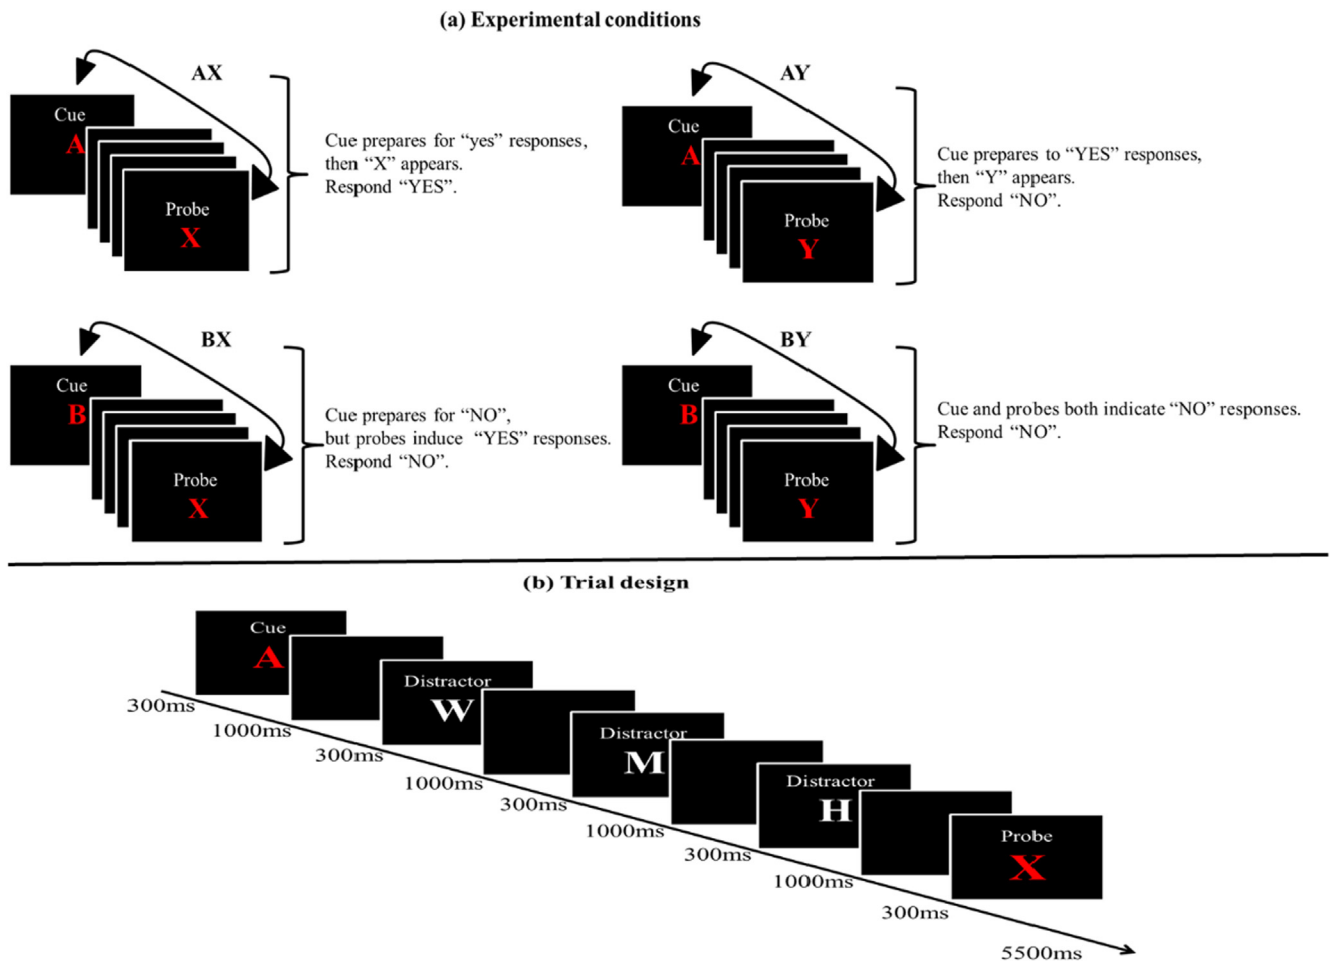 (a) Experimental conditions
AX
Cue
A
Probe
X
Cue prepares for “yes” responses,
then “X” appears.
Respond “YES”.
AY
Cue
A
Probe
Y
Cue prepares to “YES” responses,
then “Y” appears.
Respond “NO”.
BX
Cue
B
Probe
X
Cue prepares for “NO”,
but probes induce “YES” responses.
Respond “NO”.
BY
Cue
B
Probe
Y
Cue and probes both indicate “NO” responses.
Respond “NO”.
(b) Trial design
Cue
A
Distractor
W
Distractor
M
Distractor
H
Probe
X
300ms
1000ms
300ms
1000ms
300ms
1000ms
300ms
1000ms
300ms
5500ms